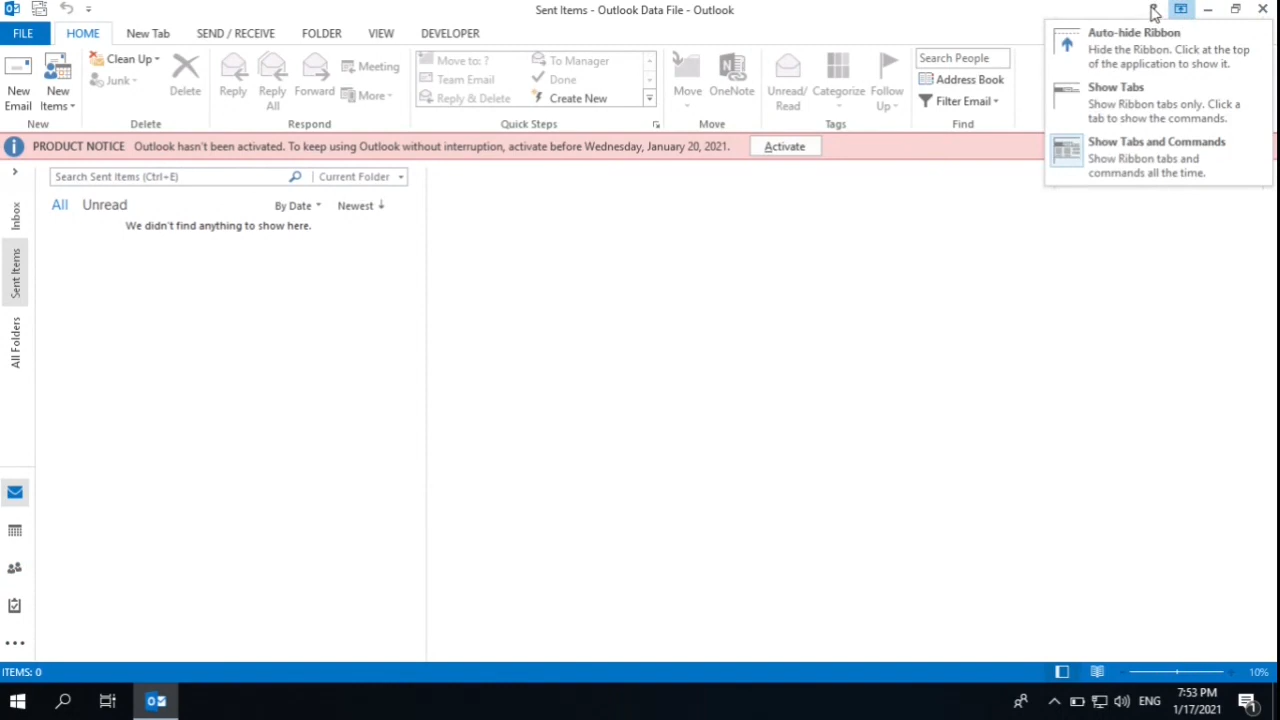 Sent Items - Outlook Data File - Outlook
FILE HOME New Tab SEND / RECEIVE FOLDER VIEW DEVELOPER
New Email
New Items
New
Clean Up
Junk
Delete
Delete
Reply
Reply All
Forward
Meeting
More
Respond
Move to: ?
Team Email
Reply & Delete
To Manager
Done
Create New
Quick Steps
Move
OneNote
Move
Unread/ Read
Categorize
Follow Up
Tags
Search People
Address Book
Filter Email
Find
Auto-hide Ribbon
Hide the Ribbon. Click at the top
of the application to show it.
Show Tabs
Show Ribbon tabs only. Click a
tab to show the commands.
Show Tabs and Commands
Show Ribbon tabs and
commands all the time.
PRODUCT NOTICE Outlook hasn't been activated. To keep using Outlook without interruption, activate before Wednesday, January 20, 2021. Activate
Search Sent Items (Ctrl+E) Current Folder
All Unread By Date Newest
We didn't find anything to show here.
Inbox
Sent Items
All Folders
ITEMS: 0
10%
ENG
7:53 PM
1/17/2021
1